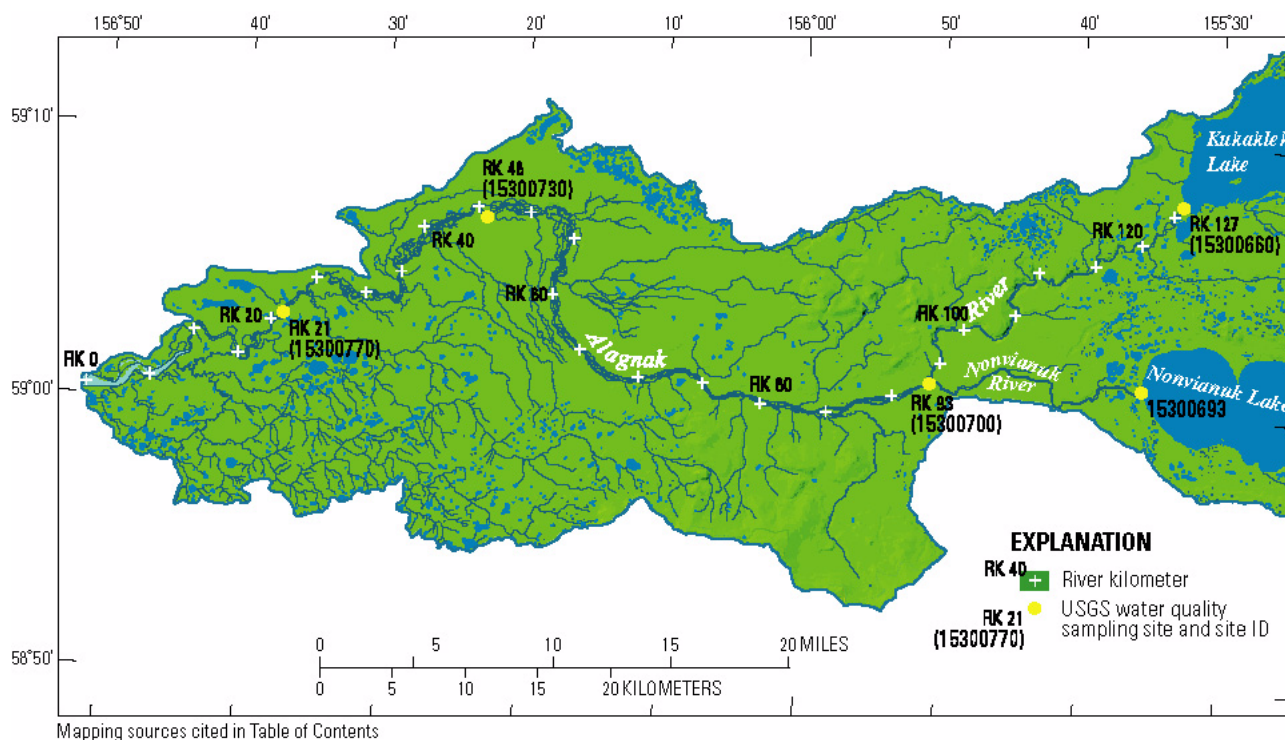 156°50' 40' 30' 20' 10' 156°00' 50' 40' 155°30'
59°10'
Kukaklek
Lake
RK 48
(15300730)
RK 40
RK 127
(15300660)
RK 120
RK 60
RK 20
RK 21
(15300770)
River
RK 100
Alagnak
RK 0
59°00'
Nonvianuk
River
RK 80
Nonvianuk Lake
RK 93
(15300700)
15300693
EXPLANATION
RK 40
River kilometer
USGS water quality
sampling site and site ID
RK 21
(15300770)
0 5 10 15 20 MILES
0 5 10 15 20 KILOMETERS
58°50'
Mapping sources cited in Table of Contents